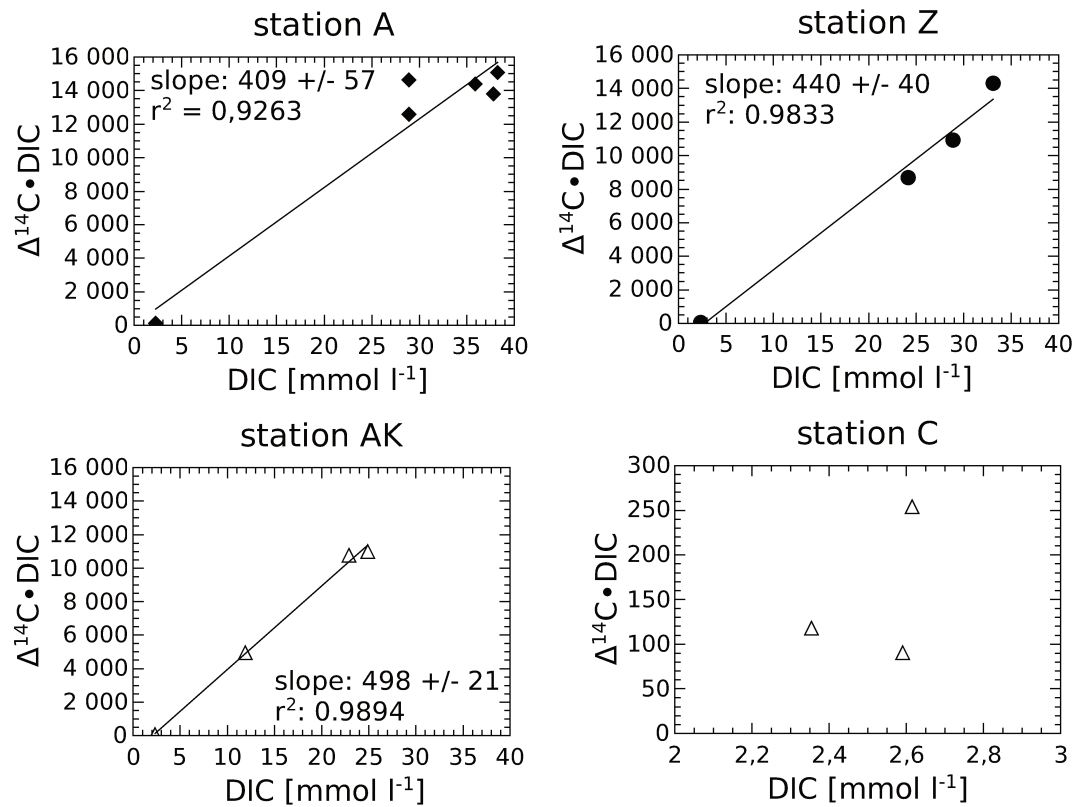 station A
16 000
14 000
12 000
10 000
8 000
6 000
4 000
2 000
0
Δ¹⁴C•DIC
slope: 409 +/- 57
r² = 0,9263
0 5 10 15 20 25 30 35 40
DIC [mmol l⁻¹]
station Z
16 000
14 000
12 000
10 000
8 000
6 000
4 000
2 000
0
Δ¹⁴C•DIC
slope: 440 +/- 40
r²: 0.9833
0 5 10 15 20 25 30 35 40
DIC [mmol l⁻¹]
station AK
16 000
14 000
12 000
10 000
8 000
6 000
4 000
2 000
0
Δ¹⁴C•DIC
slope: 498 +/- 21
r²: 0.9894
0 5 10 15 20 25 30 35 40
DIC [mmol l⁻¹]
station C
300
250
200
150
100
50
0
Δ¹⁴C•DIC
2 2,2 2,4 2,6 2,8 3
DIC [mmol l⁻¹]